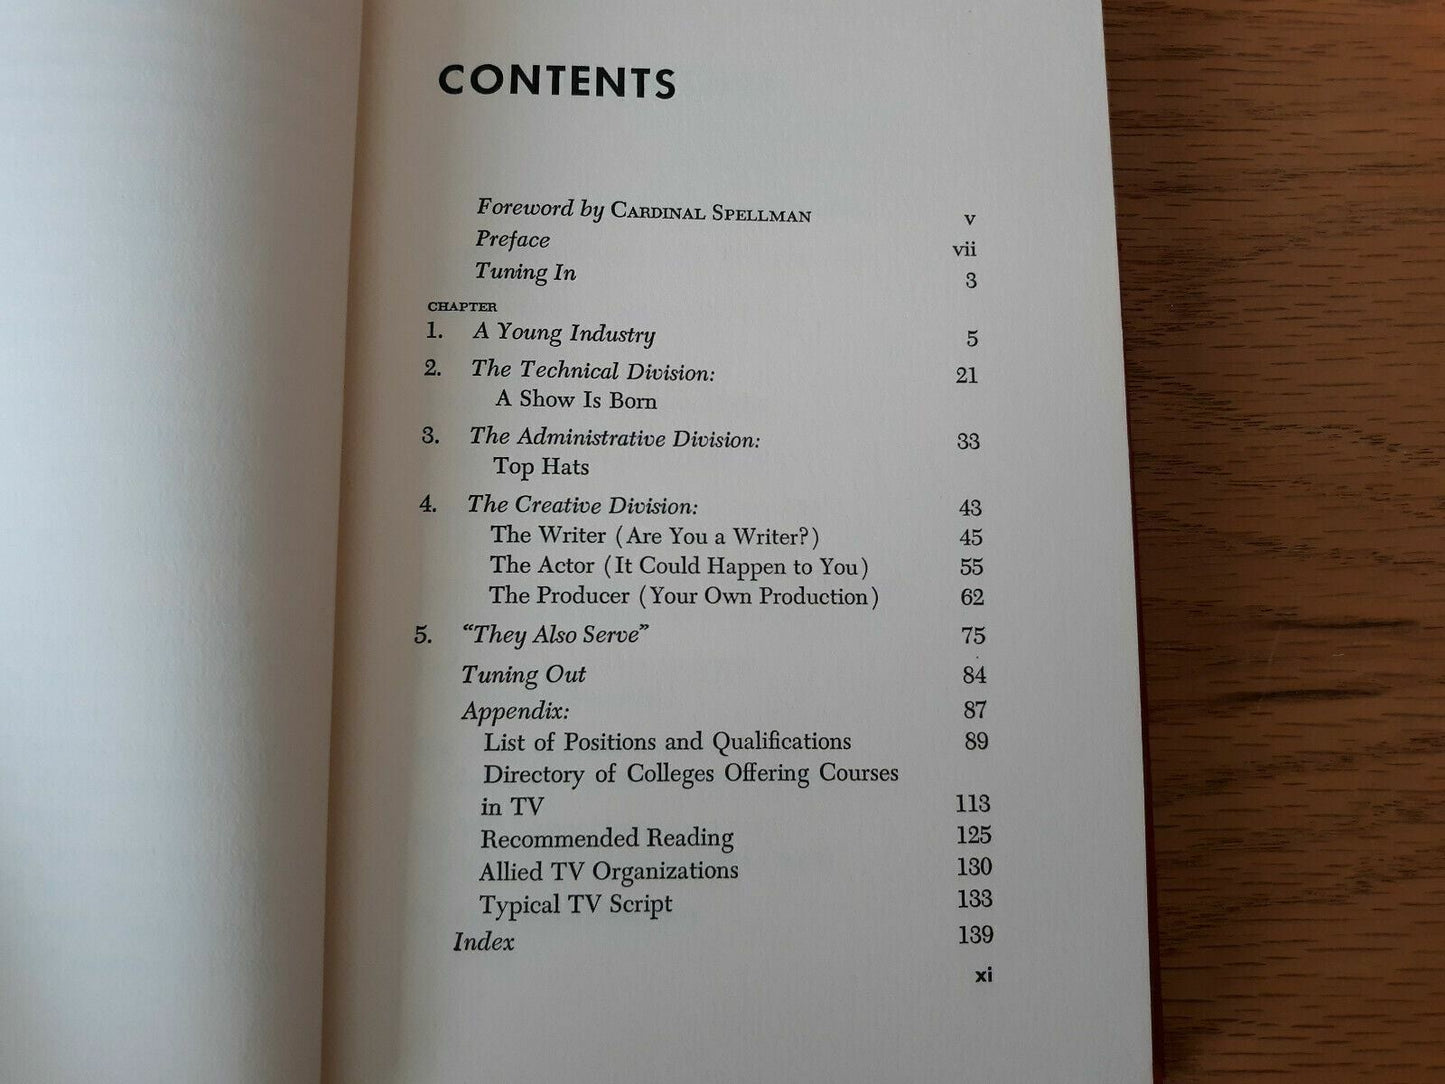 CONTENTS
Foreword by CARDINAL SPELLMAN v
Preface vii
Tuning In 3
CHAPTER
1. A Young Industry 5
2. The Technical Division: 21
A Show Is Born
3. The Administrative Division: 33
Top Hats
4. The Creative Division: 43
The Writer (Are You a Writer?) 45
The Actor (It Could Happen to You) 55
The Producer (Your Own Production) 62
5. “They Also Serve” 75
Tuning Out 84
Appendix: 87
List of Positions and Qualifications 89
Directory of Colleges Offering Courses
in TV 113
Recommended Reading 125
Allied TV Organizations 130
Typical TV Script 133
Index 139
xi